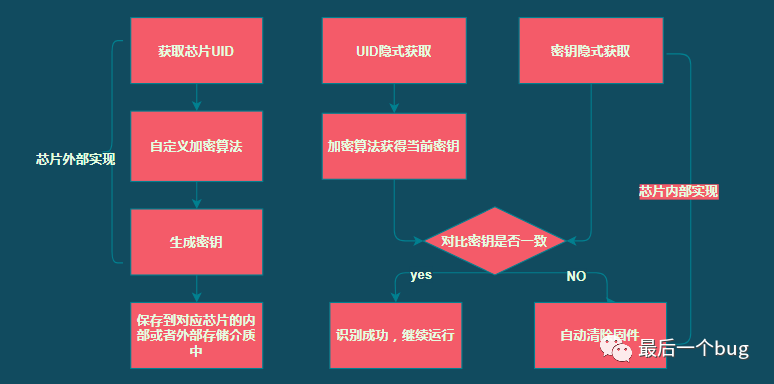 获取芯片UID
UID隐式获取
密钥隐式获取
自定义加密算法
加密算法获得当前密钥
芯片外部实现
芯片内部实现
生成密钥
对比密钥是否一致
yes
NO
保存到对应芯片的内
部或者外部存储介质
中
识别成功，继续运行
自动清除固件
最后一个bug